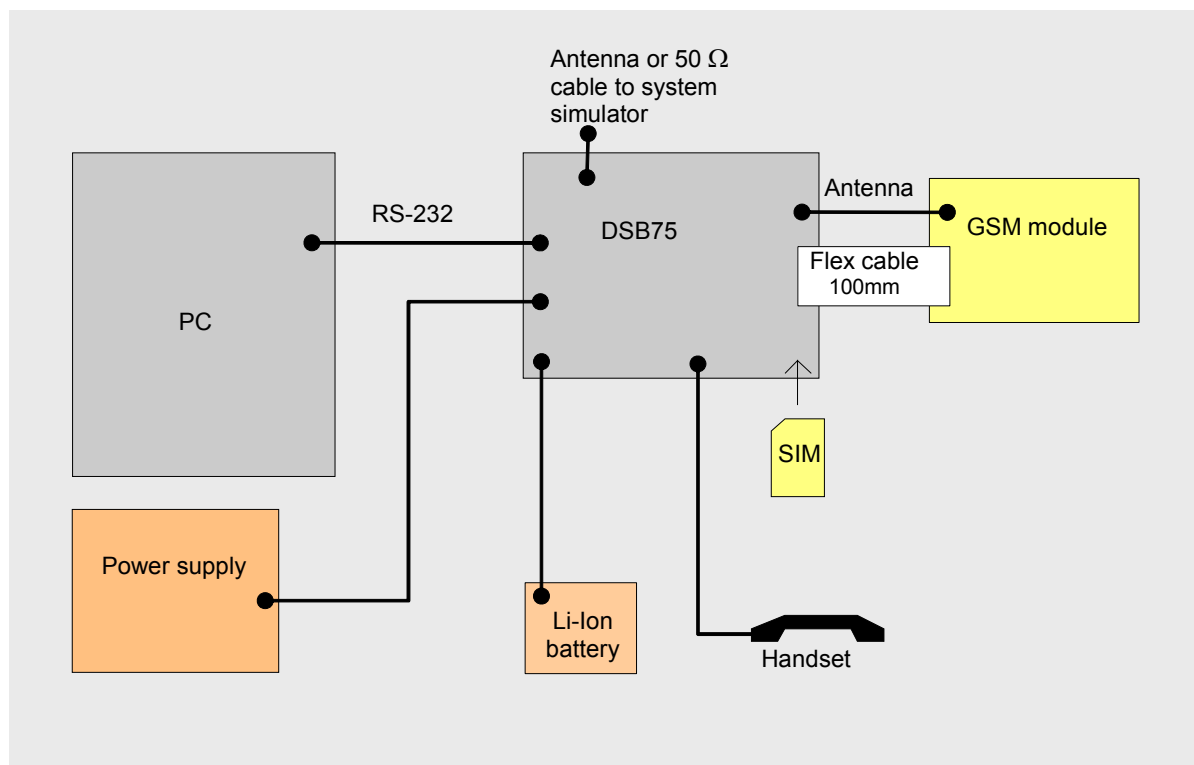 Antenna or 50 Ω
cable to system
simulator
RS-232
DSB75
Antenna
GSM module
Flex cable
100mm
PC
SIM
Power supply
Li-Ion
battery
Handset